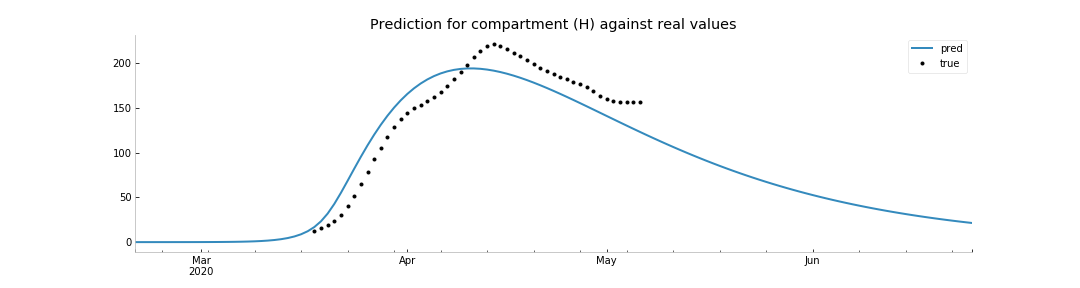 Prediction for compartment (H) against real values
pred
true
200
150
100
50
0
Mar
2020
Apr
May
Jun